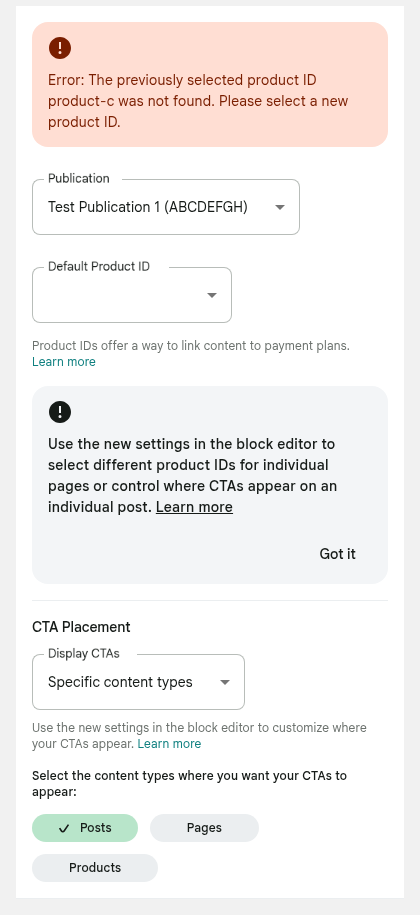 Error: The previously selected product ID
product-c was not found. Please select a new
product ID.
Publication
Test Publication 1 (ABCDEFGH)
Default Product ID
Product IDs offer a way to link content to payment plans.
Learn more
Use the new settings in the block editor to
select different product IDs for individual
pages or control where CTAs appear on an
individual post. Learn more
Got it
CTA Placement
Display CTAs
Specific content types
Use the new settings in the block editor to customize where
your CTAs appear. Learn more
Select the content types where you want your CTAs to
appear:
Posts
Pages
Products